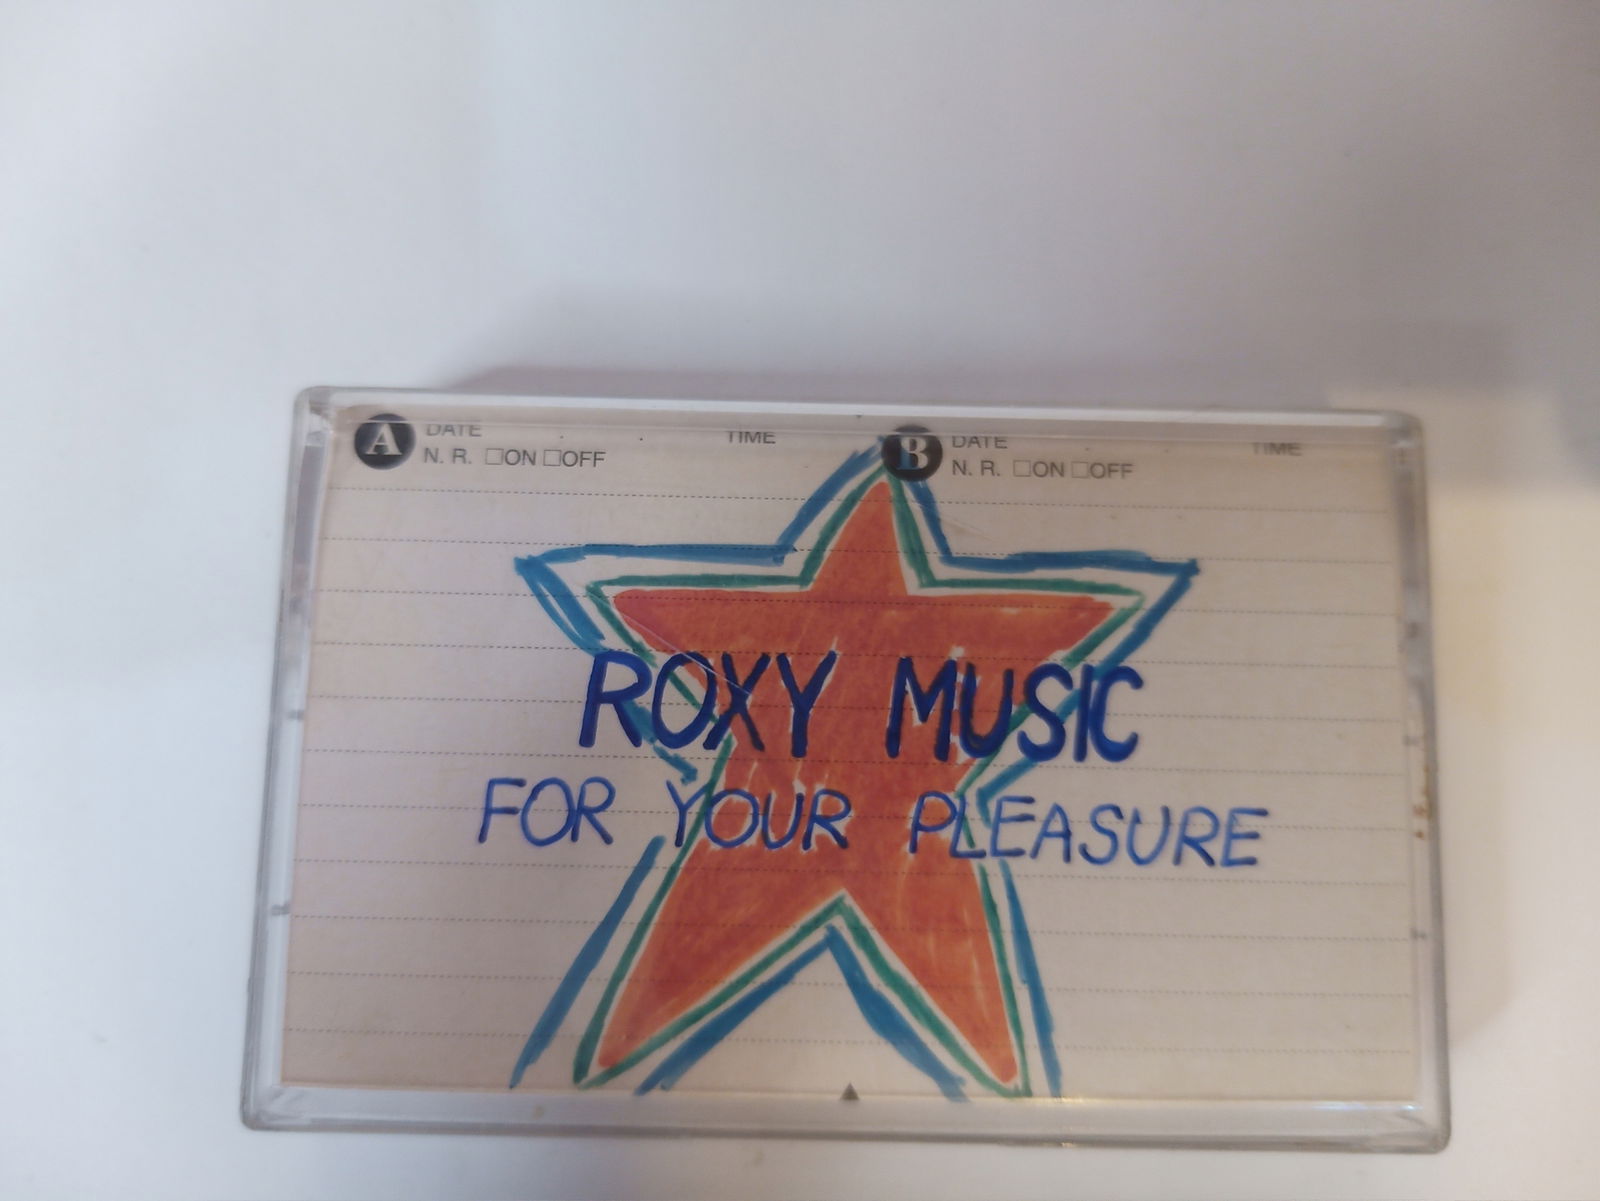 A DATE TIME B DATE TIME
N. R. □ON □OFF N. R. □ON □OFF
ROXY MUSIC
FOR YOUR PLEASURE